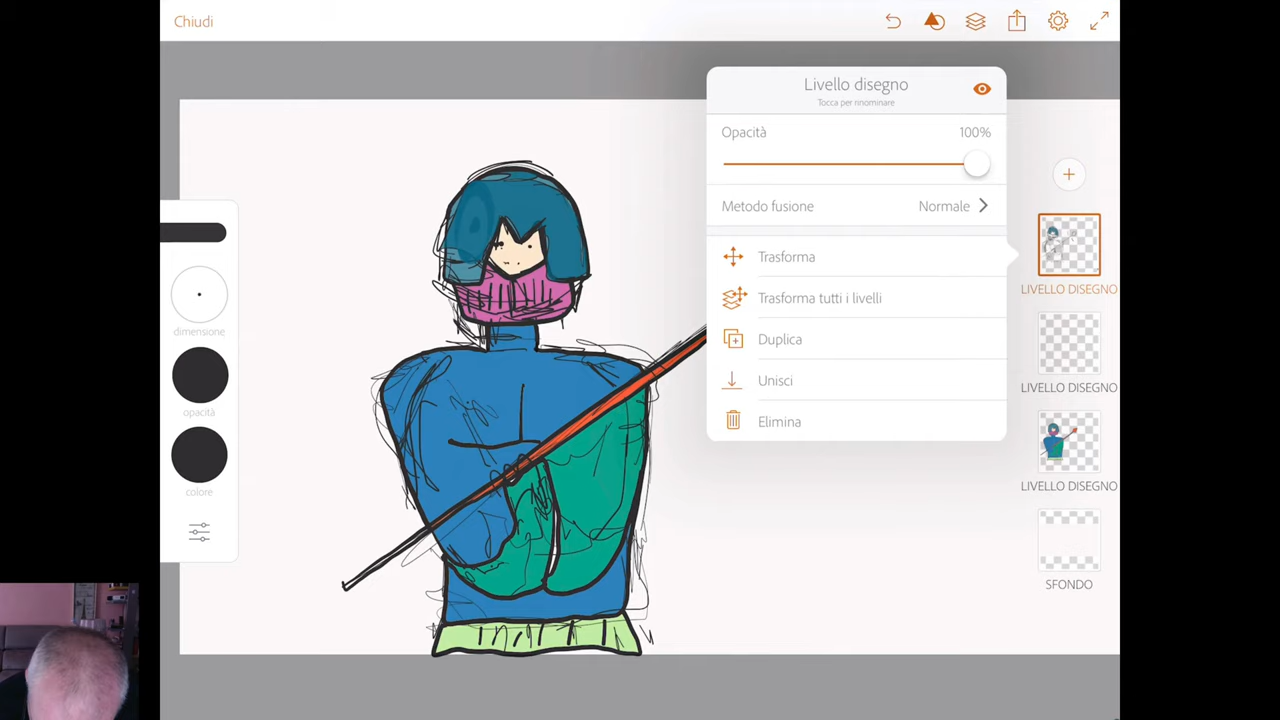 Chiudi
Livello disegno
Tocca per rinominare
Opacità 100%
Metodo fusione Normale
Trasforma
Trasforma tutti i livelli
Duplica
Unisci
Elimina
dimensione
opacità
colore
LIVELLO DISEGNO
LIVELLO DISEGNO
LIVELLO DISEGNO
SFONDO